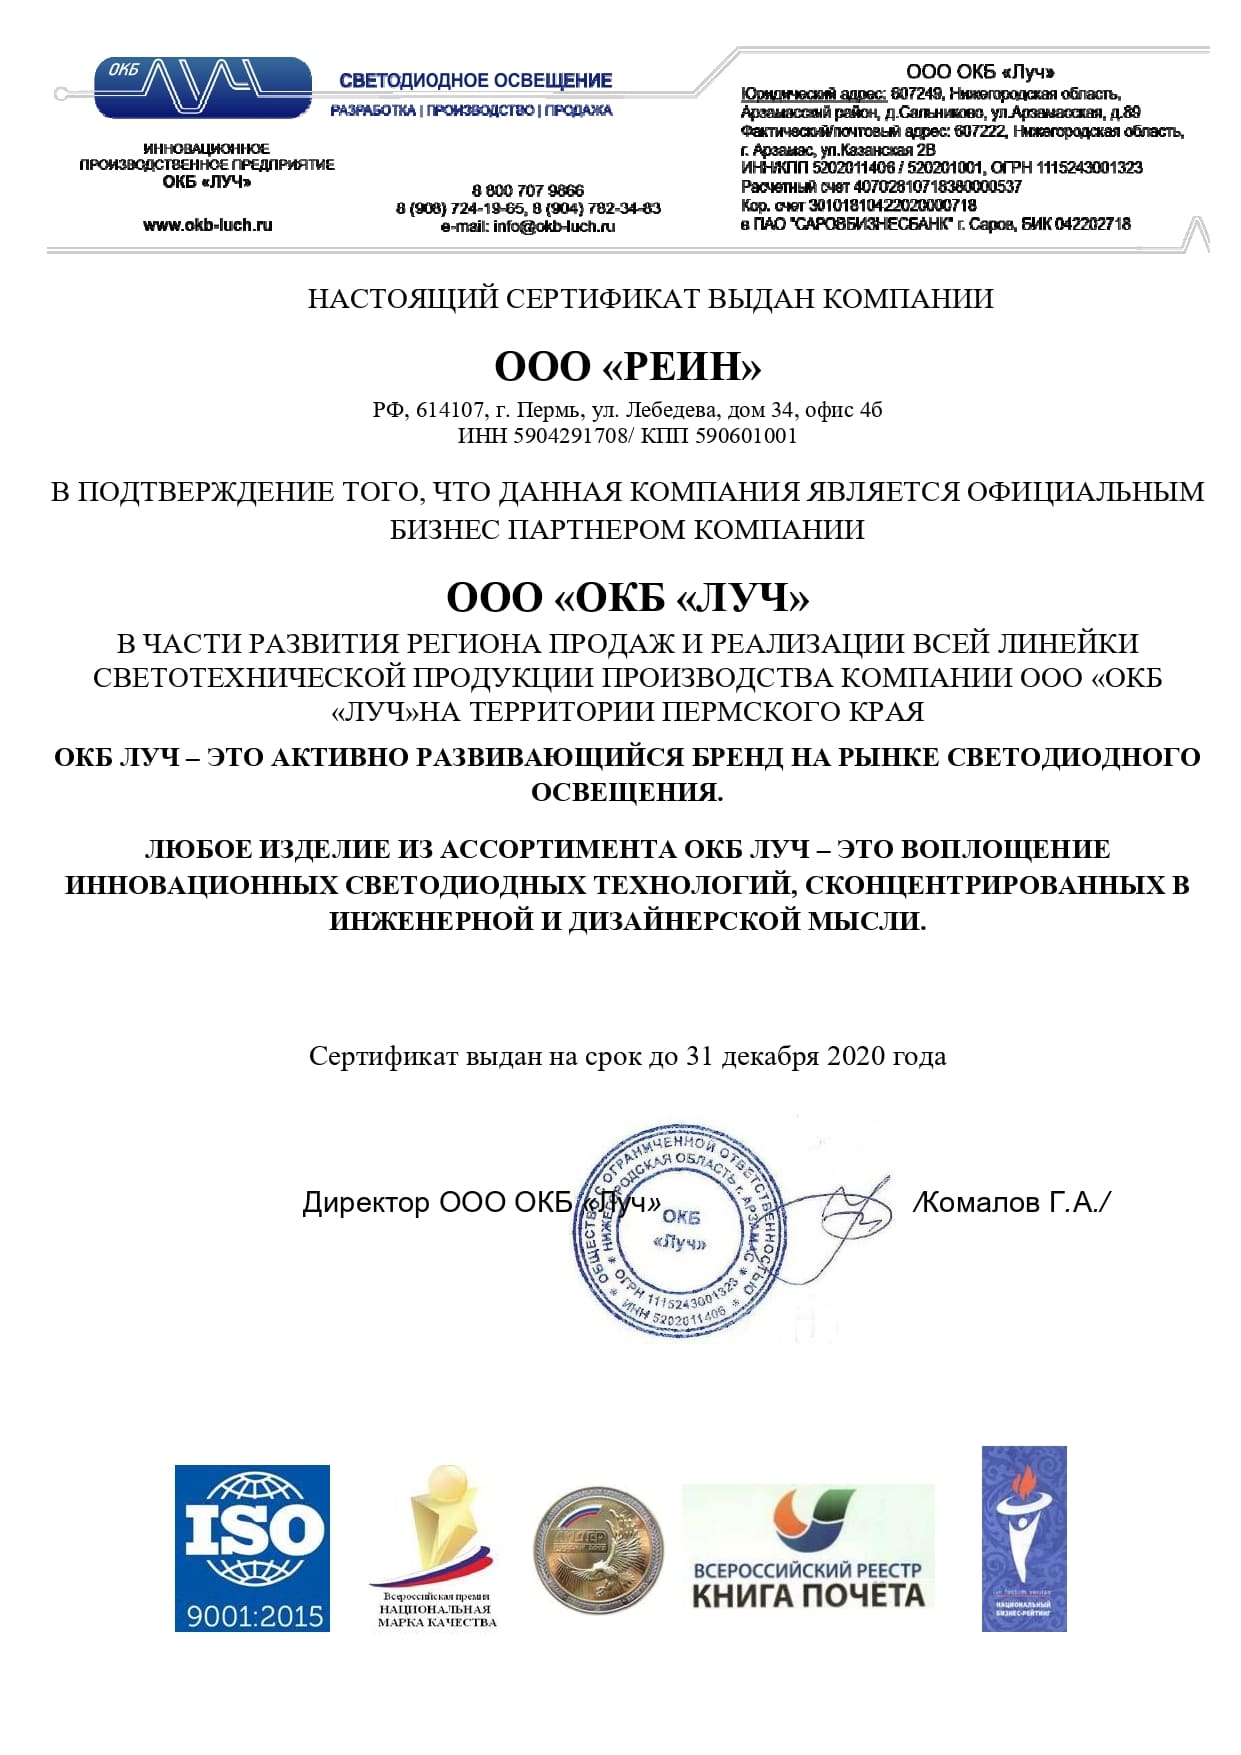 ОКБ ЛУЧ
СВЕТОДИОДНОЕ ОСВЕЩЕНИЕ
РАЗРАБОТКА | ПРОИЗВОДСТВО | ПРОДАЖА
ИННОВАЦИОННОЕ
ПРОИЗВОДСТВЕННОЕ ПРЕДПРИЯТИЕ
ОКБ «ЛУЧ»
www.okb-luch.ru
8 800 707 9866
8 (908) 724-19-65, 8 (904) 782-34-83
e-mail: info@okb-luch.ru
ООО ОКБ «Луч»
Юридический адрес: 607249, Нижегородская область,
Арзамасский район, д.Сальниково, ул.Арзамасская, д.89
Фактический/почтовый адрес: 607222, Нижегородская область,
г. Арзамас, ул.Казанская 2В
ИНН/КПП 5202011406 / 520201001, ОГРН 1115243001323
Расчетный счет 40702810718380000537
Кор. счет 30101810422020000718
в ПАО "САРОВБИЗНЕСБАНК" г. Саров, БИК 042202718
НАСТОЯЩИЙ СЕРТИФИКАТ ВЫДАН КОМПАНИИ
ООО «РЕИН»
РФ, 614107, г. Пермь, ул. Лебедева, дом 34, офис 4б
ИНН 5904291708/ КПП 590601001
В ПОДТВЕРЖДЕНИЕ ТОГО, ЧТО ДАННАЯ КОМПАНИЯ ЯВЛЯЕТСЯ ОФИЦИАЛЬНЫМ
БИЗНЕС ПАРТНЕРОМ КОМПАНИИ
ООО «ОКБ «ЛУЧ»
В ЧАСТИ РАЗВИТИЯ РЕГИОНА ПРОДАЖ И РЕАЛИЗАЦИИ ВСЕЙ ЛИНЕЙКИ
СВЕТОТЕХНИЧЕСКОЙ ПРОДУКЦИИ ПРОИЗВОДСТВА КОМПАНИИ ООО «ОКБ
«ЛУЧ»НА ТЕРРИТОРИИ ПЕРМСКОГО КРАЯ
ОКБ ЛУЧ – ЭТО АКТИВНО РАЗВИВАЮЩИЙСЯ БРЕНД НА РЫНКЕ СВЕТОДИОДНОГО
ОСВЕЩЕНИЯ.
ЛЮБОЕ ИЗДЕЛИЕ ИЗ АССОРТИМЕНТА ОКБ ЛУЧ – ЭТО ВОПЛОЩЕНИЕ
ИННОВАЦИОННЫХ СВЕТОДИОДНЫХ ТЕХНОЛОГИЙ, СКОНЦЕНТРИРОВАННЫХ В
ИНЖЕНЕРНОЙ И ДИЗАЙНЕРСКОЙ МЫСЛИ.
Сертификат выдан на срок до 31 декабря 2020 года
Директор ООО ОКБ «Луч»
/Комалов Г.А./
ОБЩЕСТВО С ОГРАНИЧЕННОЙ ОТВЕТСТВЕННОСТЬЮ
НИЖЕГОРОДСКАЯ ОБЛАСТЬ г. АРЗАМАС
ОКБ
«Луч»
ОГРН 1115243001323
ИНН 5202011406
ISO
9001:2015
Всероссийская премия
НАЦИОНАЛЬНАЯ
МАРКА КАЧЕСТВА
ЛИДЕР
ВСЕРОССИЙСКИЙ РЕЕСТР
КНИГА ПОЧЕТА
НАЦИОНАЛЬНЫЙ
БИЗНЕС-РЕЙТИНГ